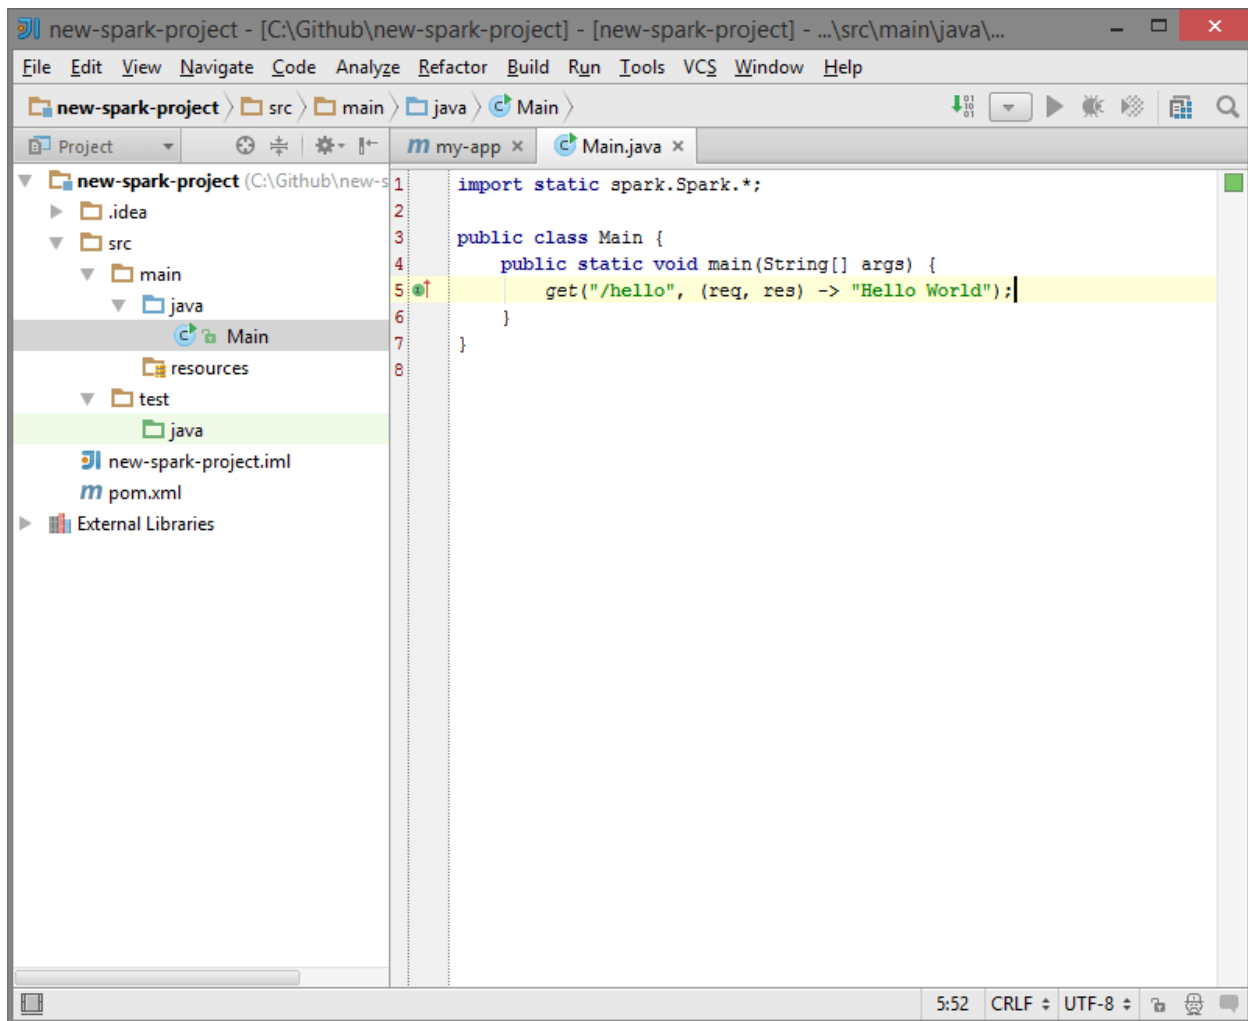 new-spark-project - [C:\Github\new-spark-project] - [new-spark-project] - ...\src\main\java\...
File Edit View Navigate Code Analyze Refactor Build Run Tools VCS Window Help
new-spark-project src main java Main
Project
m my-app × Main.java ×
new-spark-project (C:\Github\new-s
.idea
src
main
java
Main
resources
test
java
new-spark-project.iml
m pom.xml
External Libraries
1 import static spark.Spark.*;
2
3 public class Main {
4 public static void main(String[] args) {
5 get("/hello", (req, res) -> "Hello World");
6 }
7 }
8
5:52 CRLF UTF-8